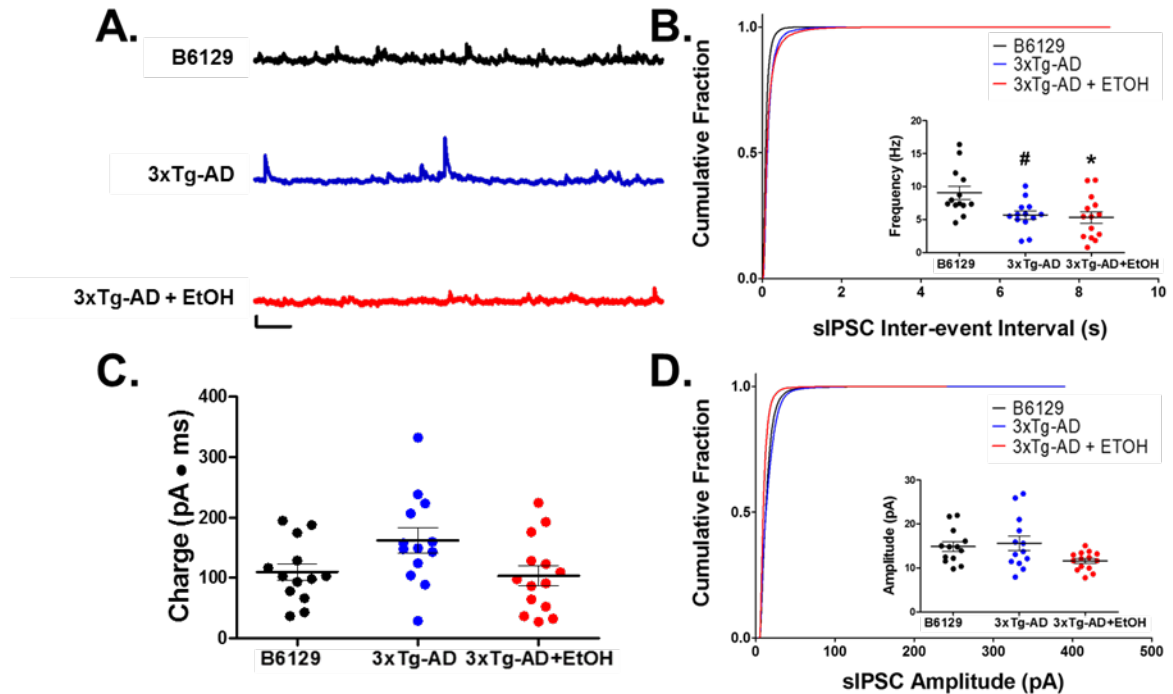 A.
B6129
3xTg-AD
3xTg-AD + EtOH
B.
Cumulative Fraction
1.0
0.5
0.0
0
2
4
6
8
10
sIPSC Inter-event Interval (s)
B6129
3xTg-AD
3xTg-AD + ETOH
Frequency (Hz)
20
15
10
5
0
#
*
B6129
3xTg-AD
3xTg-AD+EtOH
C.
Charge (pA • ms)
400
300
200
100
0
B6129
3xTg-AD
3xTg-AD+EtOH
D.
Cumulative Fraction
1.0
0.5
0.0
0
100
200
300
400
500
sIPSC Amplitude (pA)
B6129
3xTg-AD
3xTg-AD + ETOH
Amplitude (pA)
30
20
10
0
B6129
3xTg-AD
3xTg-AD+EtOH